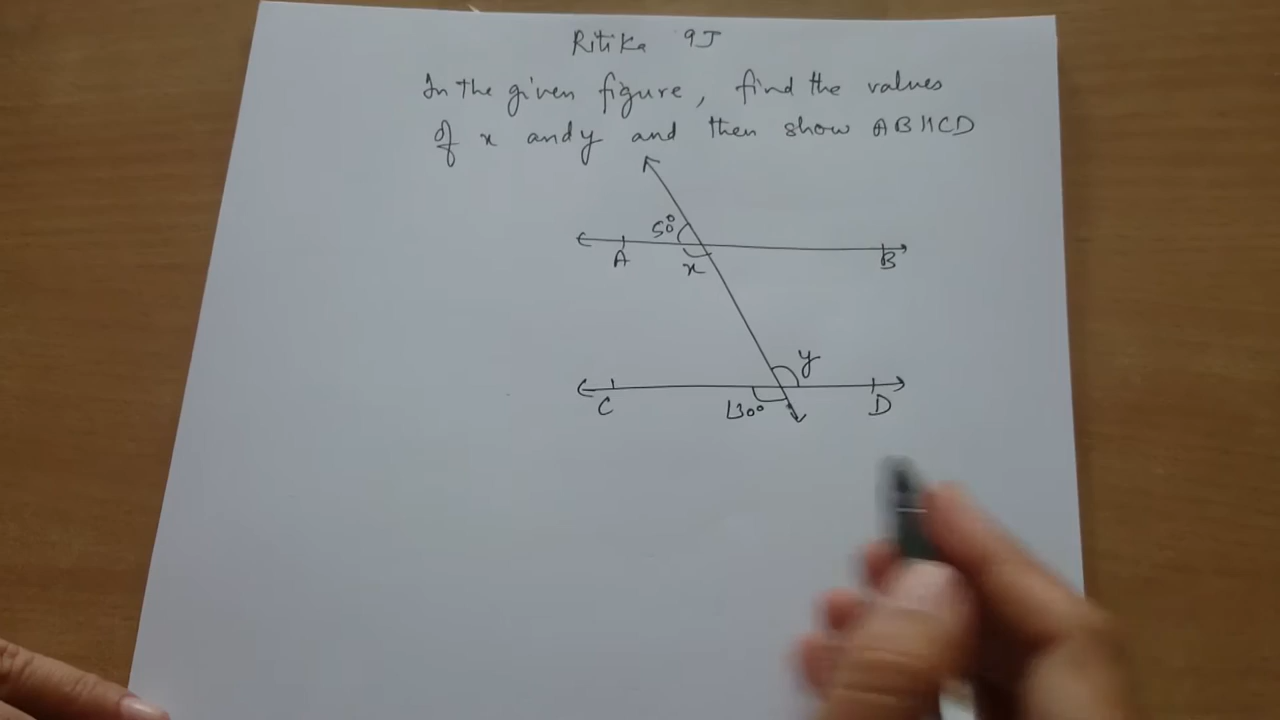 Ritika 9J
In the given figure, find the values
of x and y and then show AB||CD
50°
A
x
B
y
C
130°
D